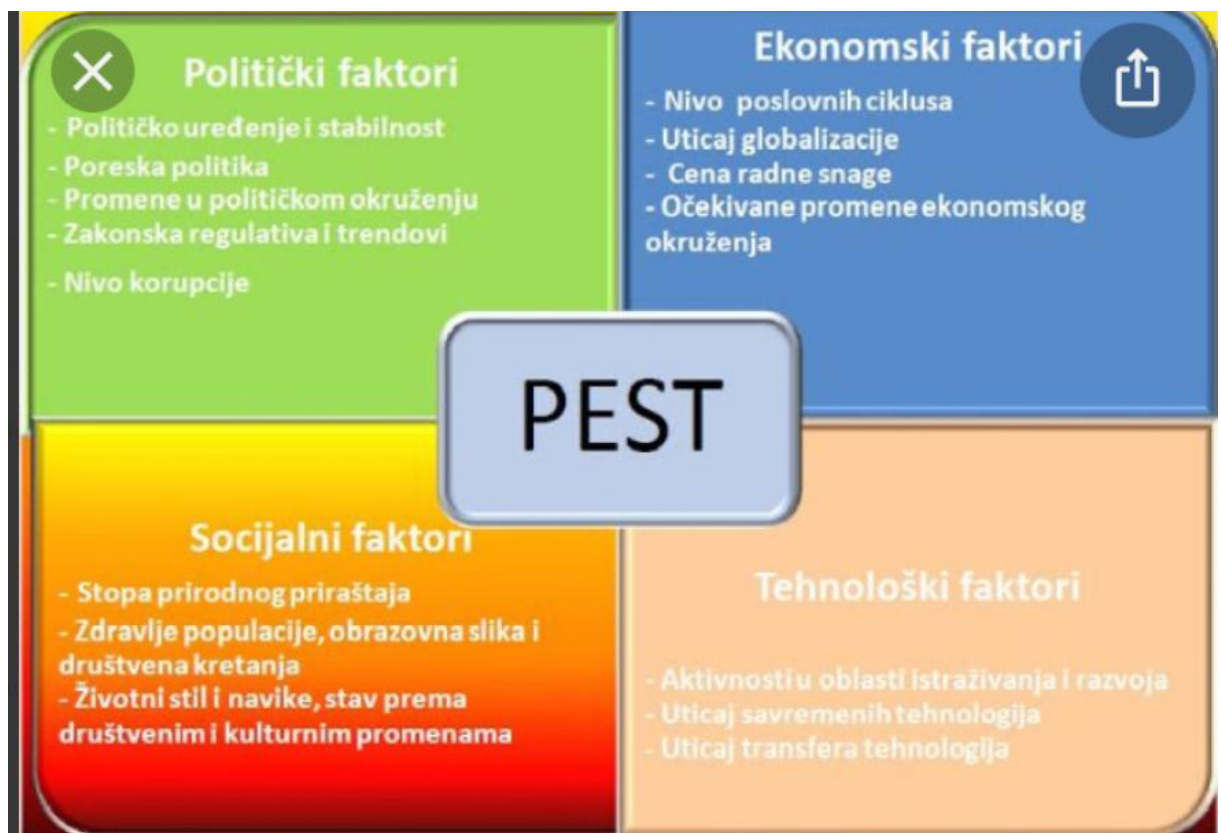 Politički faktori
- Političko uređenje i stabilnost
- Poreska politika
- Promene u političkom okruženju
- Zakonska regulativa i trendovi
- Nivo korupcije
Ekonomski faktori
- Nivo poslovnih ciklusa
- Uticaj globalizacije
- Cena radne snage
- Očekivane promene ekonomskog
okruženja
PEST
Socijalni faktori
- Stopa prirodnog priraštaja
- Zdravlje populacije, obrazovna slika i
društvena kretanja
- Životni stil i navike, stav prema
društvenim i kulturnim promenama
Tehnološki faktori
- Aktivnosti u oblasti istraživanja i razvoja
- Uticaj savremenih tehnologija
- Uticaj transfera tehnologija